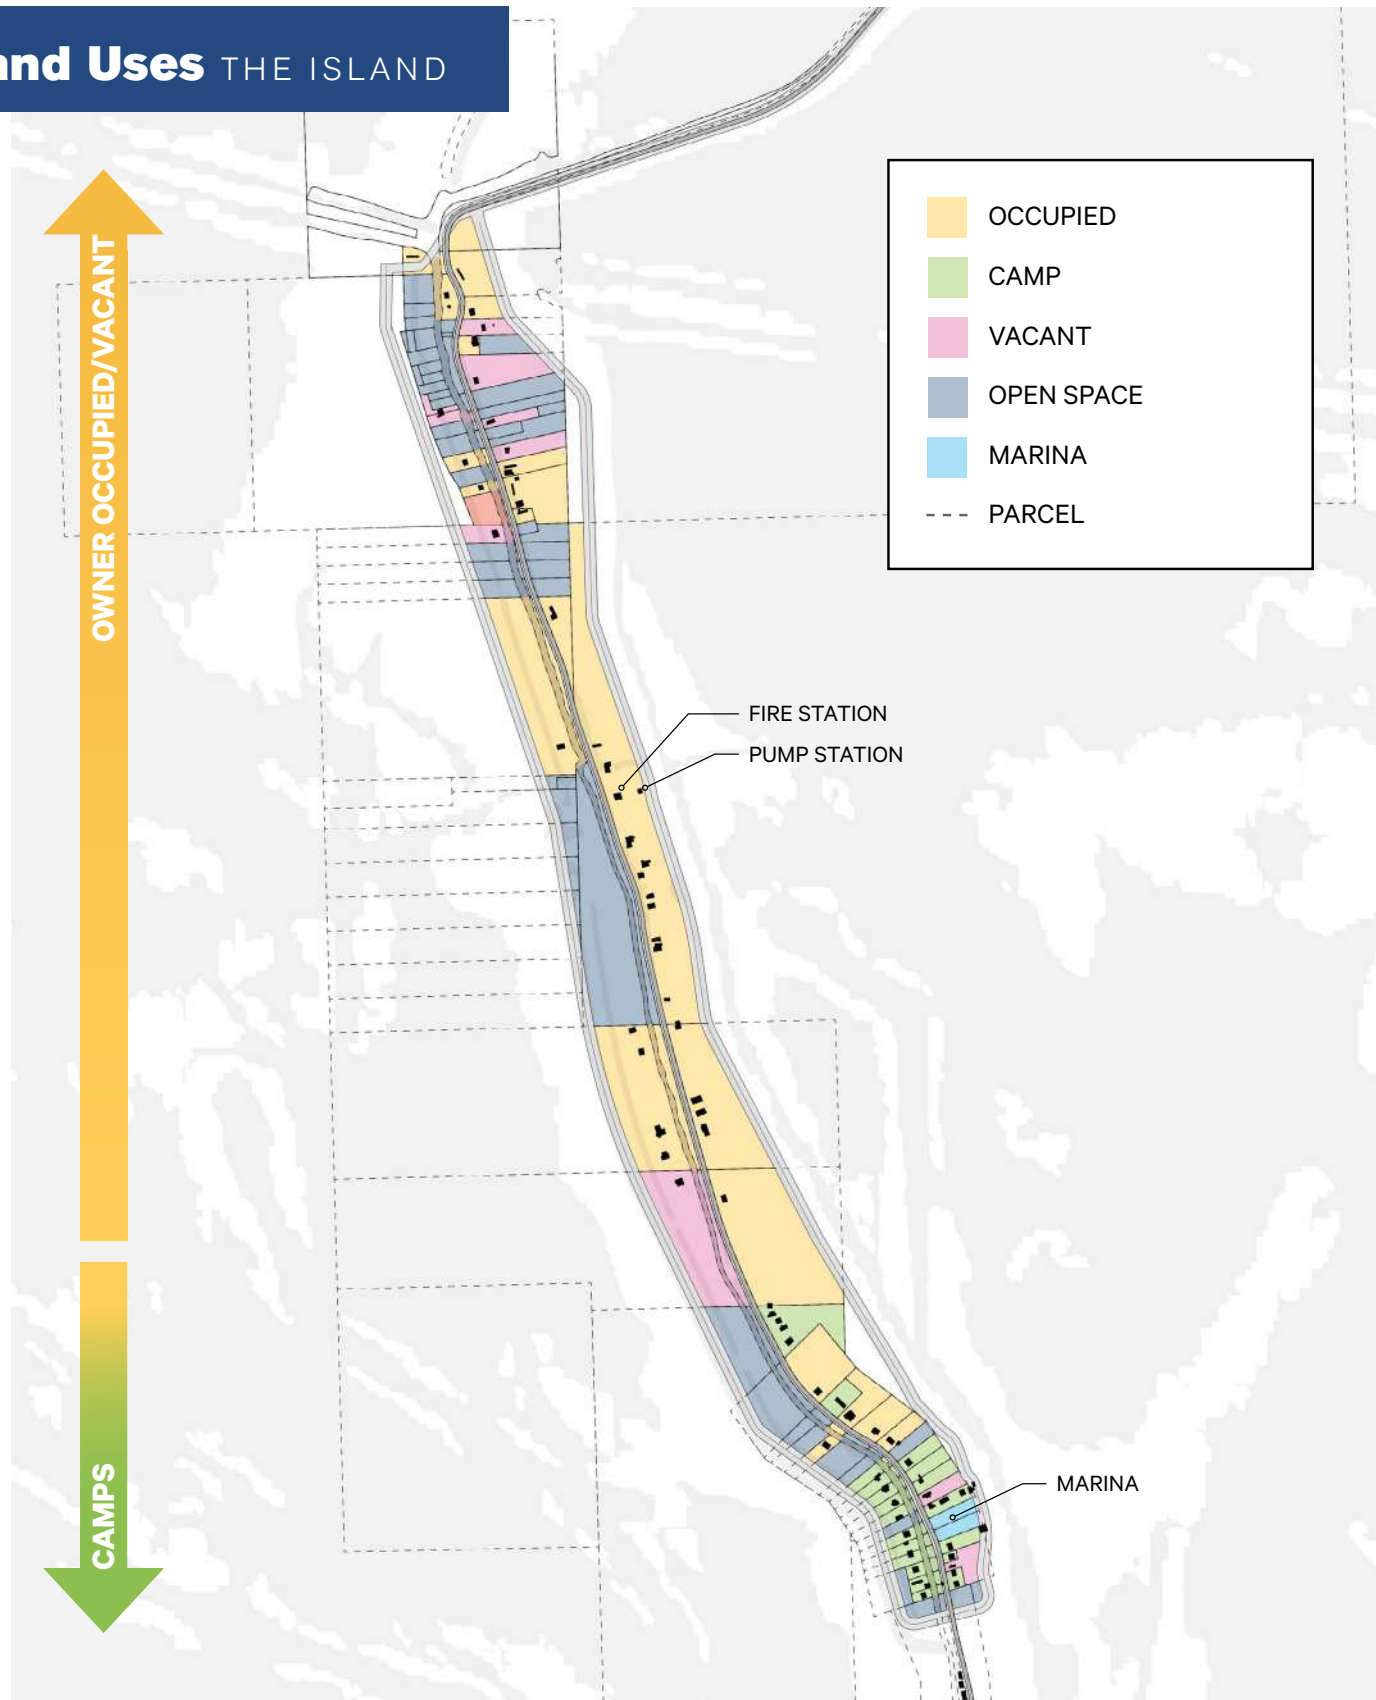 and Uses THE ISLAND
OWNER OCCUPIED/VACANT
CAMPS
OCCUPIED
CAMP
VACANT
OPEN SPACE
MARINA
PARCEL
FIRE STATION
PUMP STATION
MARINA